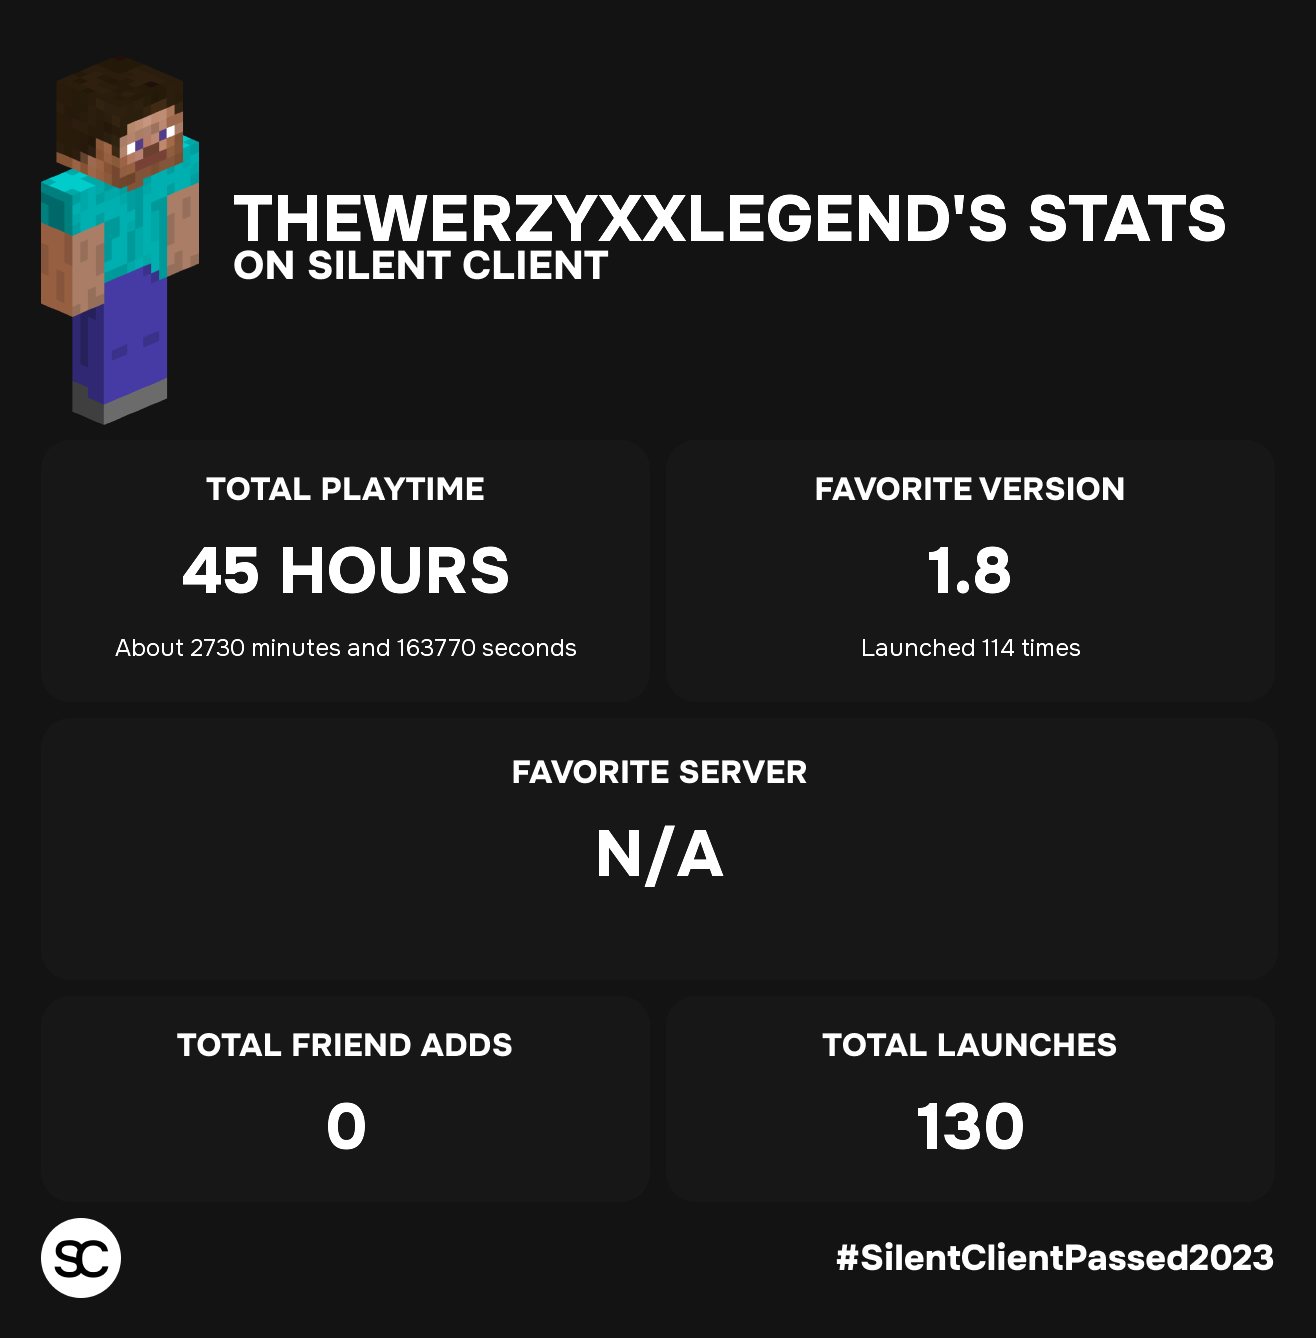 THEWERZYXXLEGEND'S STATS
ON SILENT CLIENT
TOTAL PLAYTIME
45 HOURS
About 2730 minutes and 163770 seconds
FAVORITE VERSION
1.8
Launched 114 times
FAVORITE SERVER
N/A
TOTAL FRIEND ADDS
0
TOTAL LAUNCHES
130
SC
#SilentClientPassed2023